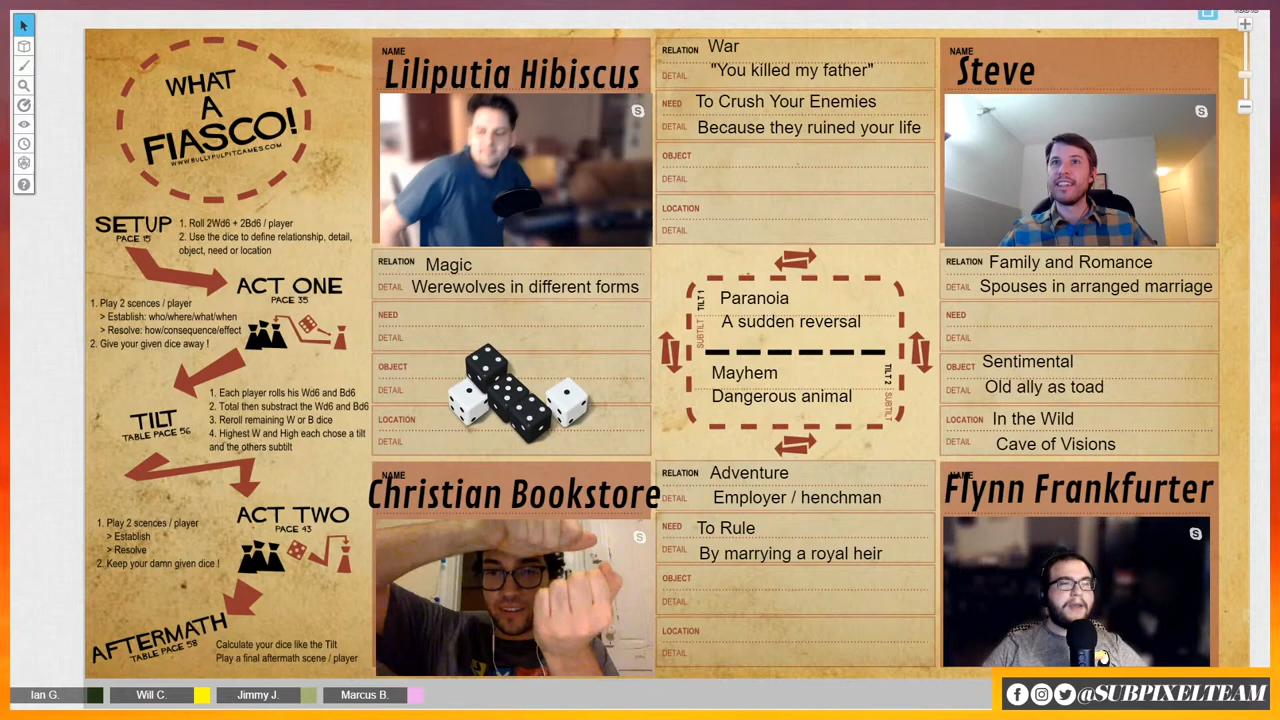 WHAT
A
FIASCO!
WWW.BULLYPULPITGAMES.COM
SETUP
PAGE 15
1. Roll 2Wd6 + 2Bd6 / player
2. Use the dice to define relationship, detail,
object, need or location
ACT ONE
PAGE 35
1. Play 2 scences / player
> Establish: who/where/what/when
> Resolve: how/consequence/effect
2. Give your given dice away !
TILT
TABLE PAGE 56
1. Each player rolls his Wd6 and Bd6
2. Total then substract the Wd6 and Bd6
3. Reroll remaining W or B dice
4. Highest W and High each chose a tilt
and the others subtilt
ACT TWO
PAGE 43
1. Play 2 scences / player
> Establish
> Resolve
2. Keep your damn given dice !
AFTERMATH
TABLE PAGE 58
Calculate your dice like the Tilt
Play a final aftermath scene / player
NAME
Liliputia Hibiscus
RELATION War
DETAIL "You killed my father"
NEED To Crush Your Enemies
DETAIL Because they ruined your life
OBJECT
DETAIL
LOCATION
DETAIL
NAME
Steve
RELATION Magic
DETAIL Werewolves in different forms
NEED
DETAIL
OBJECT
DETAIL
LOCATION
DETAIL
TILT 1
SUBTILT
Paranoia
A sudden reversal
Mayhem
Dangerous animal
TILT 2
SUBTILT
RELATION Family and Romance
DETAIL Spouses in arranged marriage
NEED
DETAIL
OBJECT Sentimental
DETAIL Old ally as toad
LOCATION In the Wild
DETAIL Cave of Visions
NAME
Christian Bookstore
RELATION Adventure
DETAIL Employer / henchman
NEED To Rule
DETAIL By marrying a royal heir
OBJECT
DETAIL
LOCATION
DETAIL
NAME
Flynn Frankfurter
Ian G.
Will C.
Jimmy J.
Marcus B.
@SUBPIXELTEAM